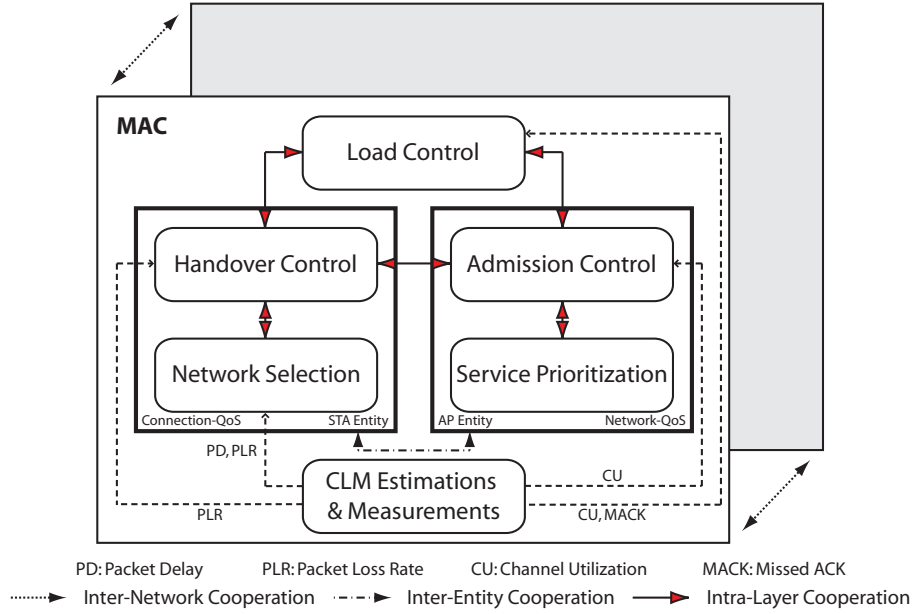 MAC
Load Control
Handover Control
Admission Control
Network Selection
Service Prioritization
Connection-QoS
STA Entity
AP Entity
Network-QoS
PD, PLR
CLM Estimations
& Measurements
CU
PLR
CU, MACK
PD: Packet Delay
PLR: Packet Loss Rate
CU: Channel Utilization
MACK: Missed ACK
Inter-Network Cooperation
Inter-Entity Cooperation
Intra-Layer Cooperation